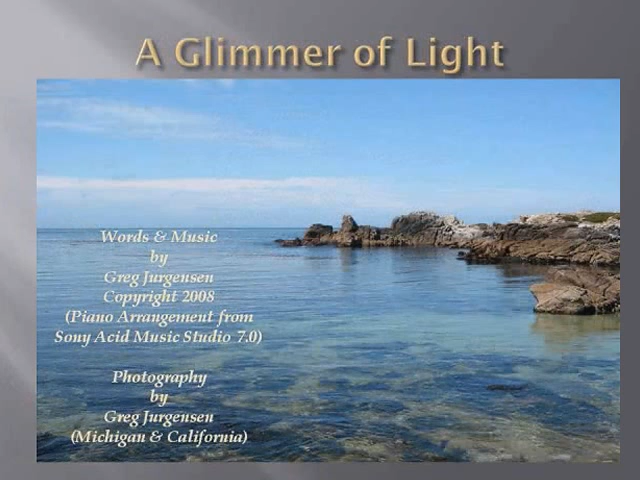 A Glimmer of Light
Words & Music
by
Greg Jurgensen
Copyright 2008
(Piano Arrangement from
Sony Acid Music Studio 7.0)
Photography
by
Greg Jurgensen
(Michigan & California)